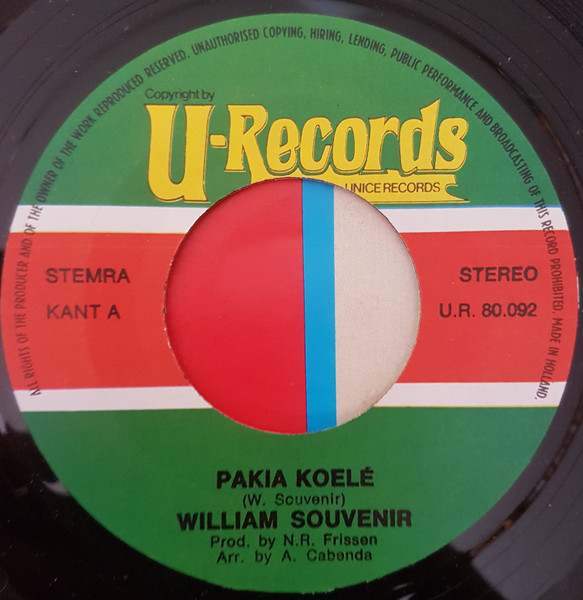 ALL RIGHTS OF THE PRODUCER AND OF THE OWNER OF THE WORK REPRODUCED RESERVED. UNAUTHORISED COPYING, HIRING, LENDING, PUBLIC PERFORMANCE AND BROADCASTING OF THIS RECORD PROHIBITED. MADE IN HOLLAND.
Copyright by
U-Records
UNICE RECORDS
STEMRA
STEREO
KANT A
U.R. 80.092
PAKIA KOELÉ
(W. Souvenir)
WILLIAM SOUVENIR
Prod. by N.R. Frissen
Arr. by A. Cabenda